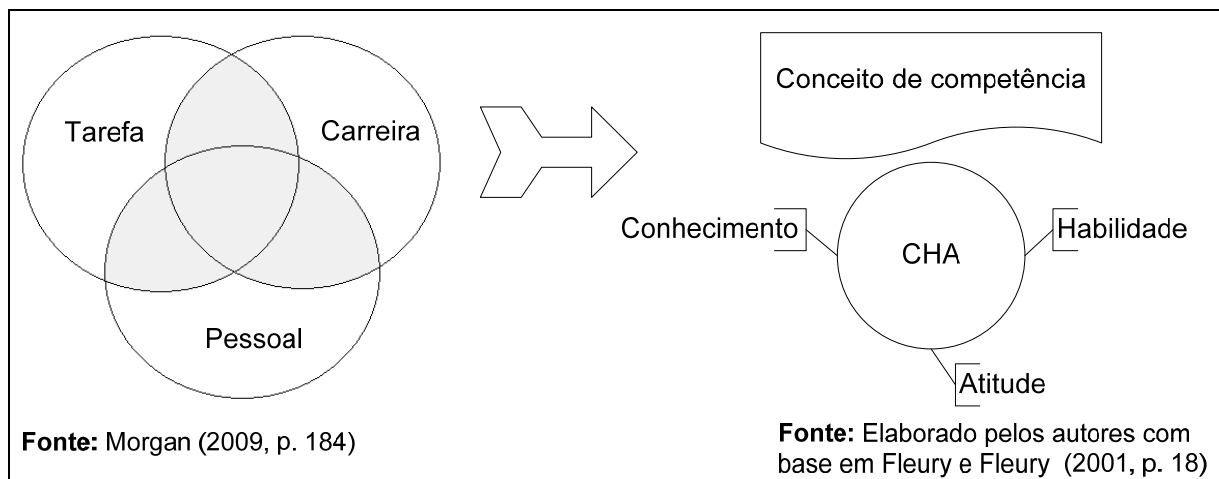 Tarefa
Carreira
Pessoal
Fonte: Morgan (2009, p. 184)
Conceito de competência
Conhecimento
CHA
Habilidade
Atitude
Fonte: Elaborado pelos autores com
base em Fleury e Fleury (2001, p. 18)